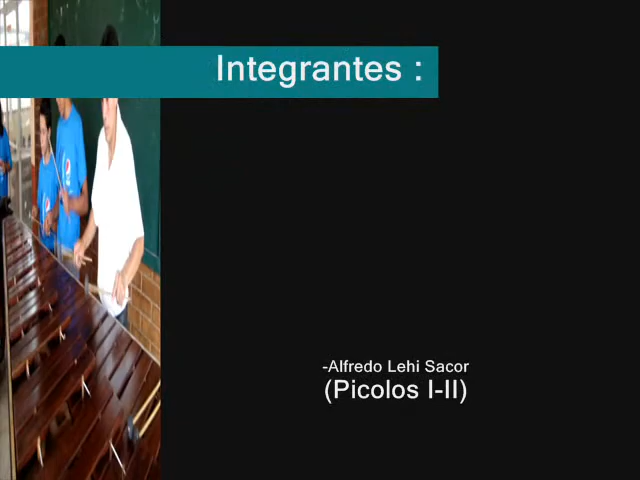 Integrantes :
-Alfredo Lehi Sacor
(Picolos I-II)